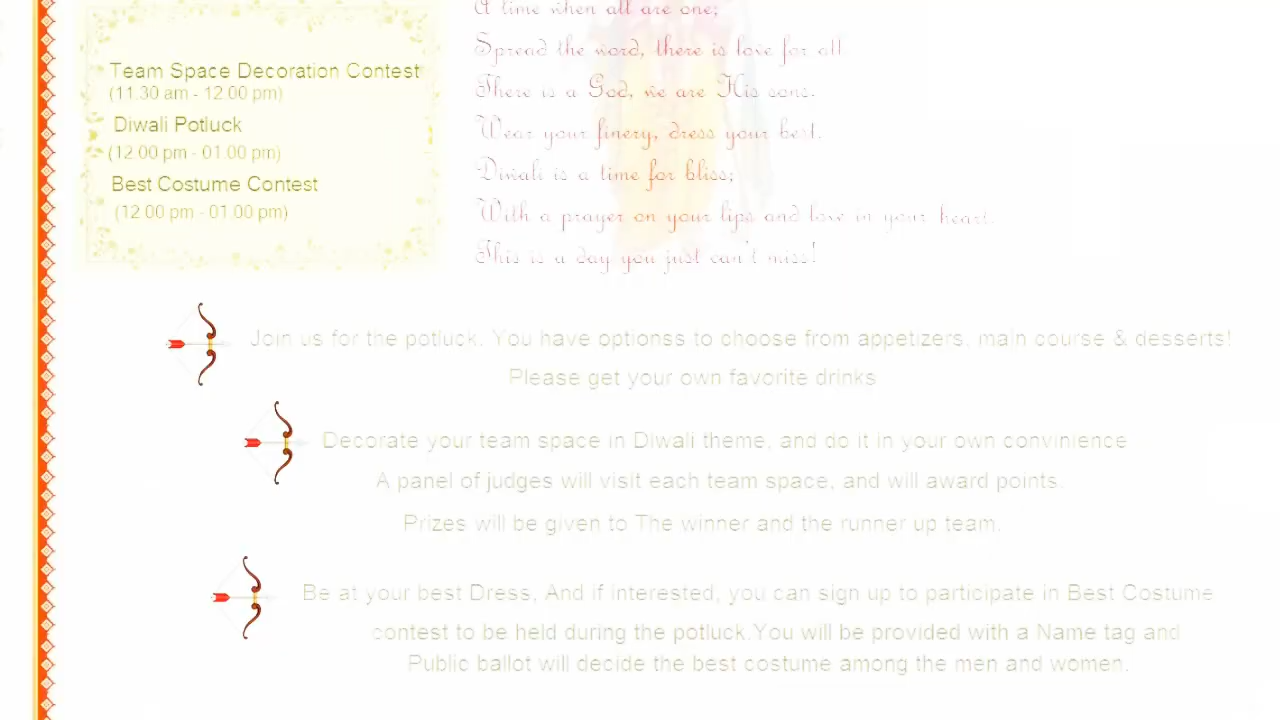 Team Space Decoration Contest
(11.30 am - 12.00 pm)
Diwali Potluck
(12.00 pm - 01.00 pm)
Best Costume Contest
(12.00 pm - 01.00 pm)
A time when all are one;
Spread the word, there is love for all
There is a God, we are His sons.
Wear your finery, dress your best.
Diwali is a time for bliss;
With a prayer on your lips and love in your heart.
This is a day you just can't miss!
Join us for the potluck. You have optionss to choose from appetizers, main course & desserts!
Please get your own favorite drinks
Decorate your team space in Diwali theme, and do it in your own convinience
A panel of judges will visit each team space, and will award points.
Prizes will be given to The winner and the runner up team.
Be at your best Dress, And if interested, you can sign up to participate in Best Costume
contest to be held during the potluck.You will be provided with a Name tag and
Public ballot will decide the best costume among the men and women.